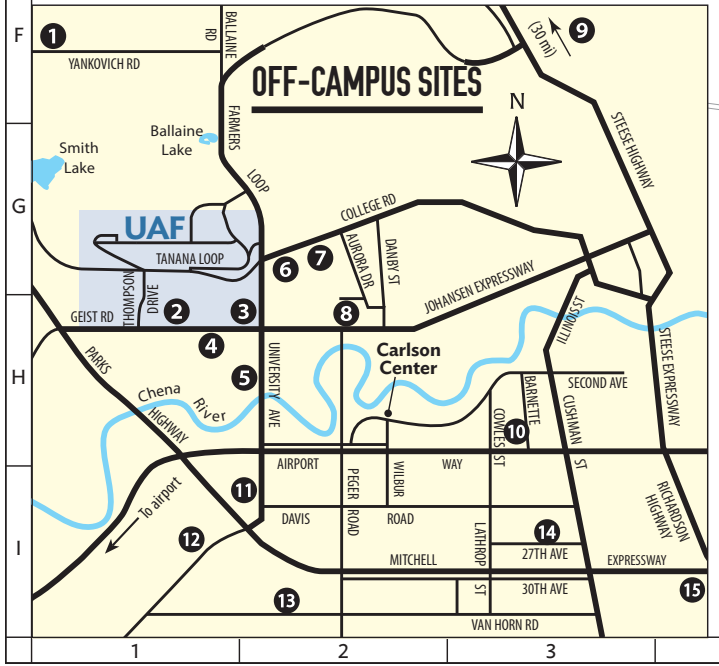 F
1
YANKOVICH RD
BALLAINE
RD
9
(30 mi)
OFF-CAMPUS SITES
N
FARMERS
LOOP
STEESE HIGHWAY
Smith
Lake
Ballaine
Lake
G
UAF
TANANA LOOP
COLLEGE RD
6
7
AURORA DR
DANBY ST
JOHANSEN EXPRESSWAY
THOMPSON
DRIVE
2
3
8
GEIST RD
4
ILLINOIS ST
STEESE EXPRESSWAY
H
PARKS
HIGHWAY
5
UNIVERSITY AVE
Carlson
Center
Chena
River
SECOND AVE
BARNETTE
COWLES ST
10
CUSHMAN
ST
AIRPORT
WAY
11
PEGER
ROAD
WILBUR
RICHARDSON
HIGHWAY
To airport
I
DAVIS
ROAD
12
LATHROP
ST
14
27TH AVE
MITCHELL
EXPRESSWAY
13
30TH AVE
15
VAN HORN RD
1
2
3